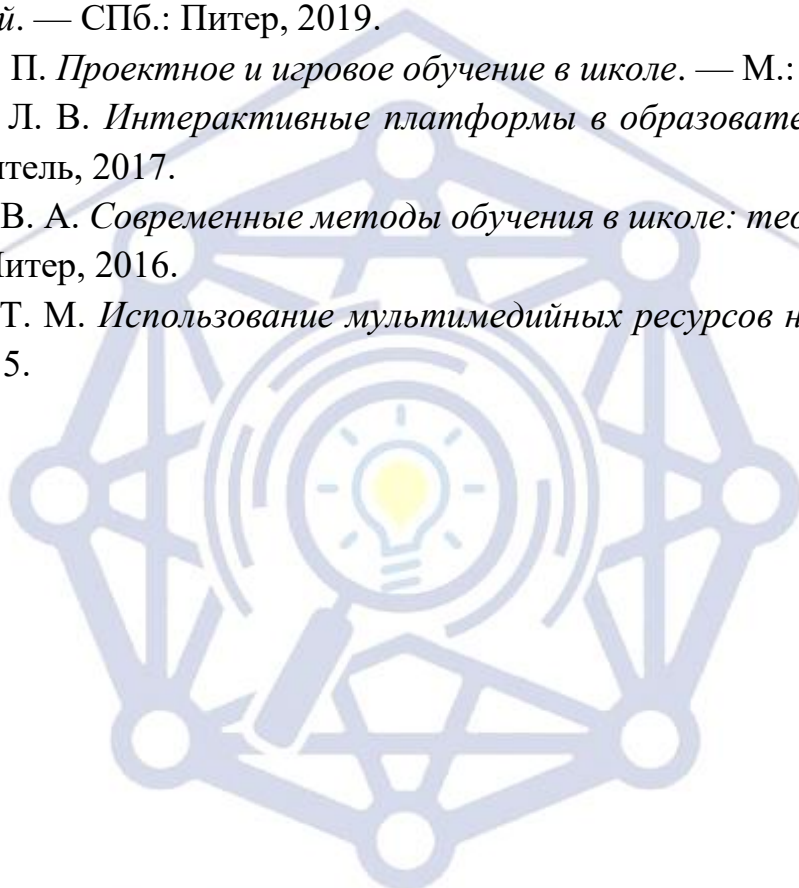 й. — СПб.: Питер, 2019.
П. Проектное и игровое обучение в школе. — М.:
Л. В. Интерактивные платформы в образовате
итель, 2017.
В. А. Современные методы обучения в школе: тео
Питер, 2016.
Т. М. Использование мультимедийных ресурсов н
5.